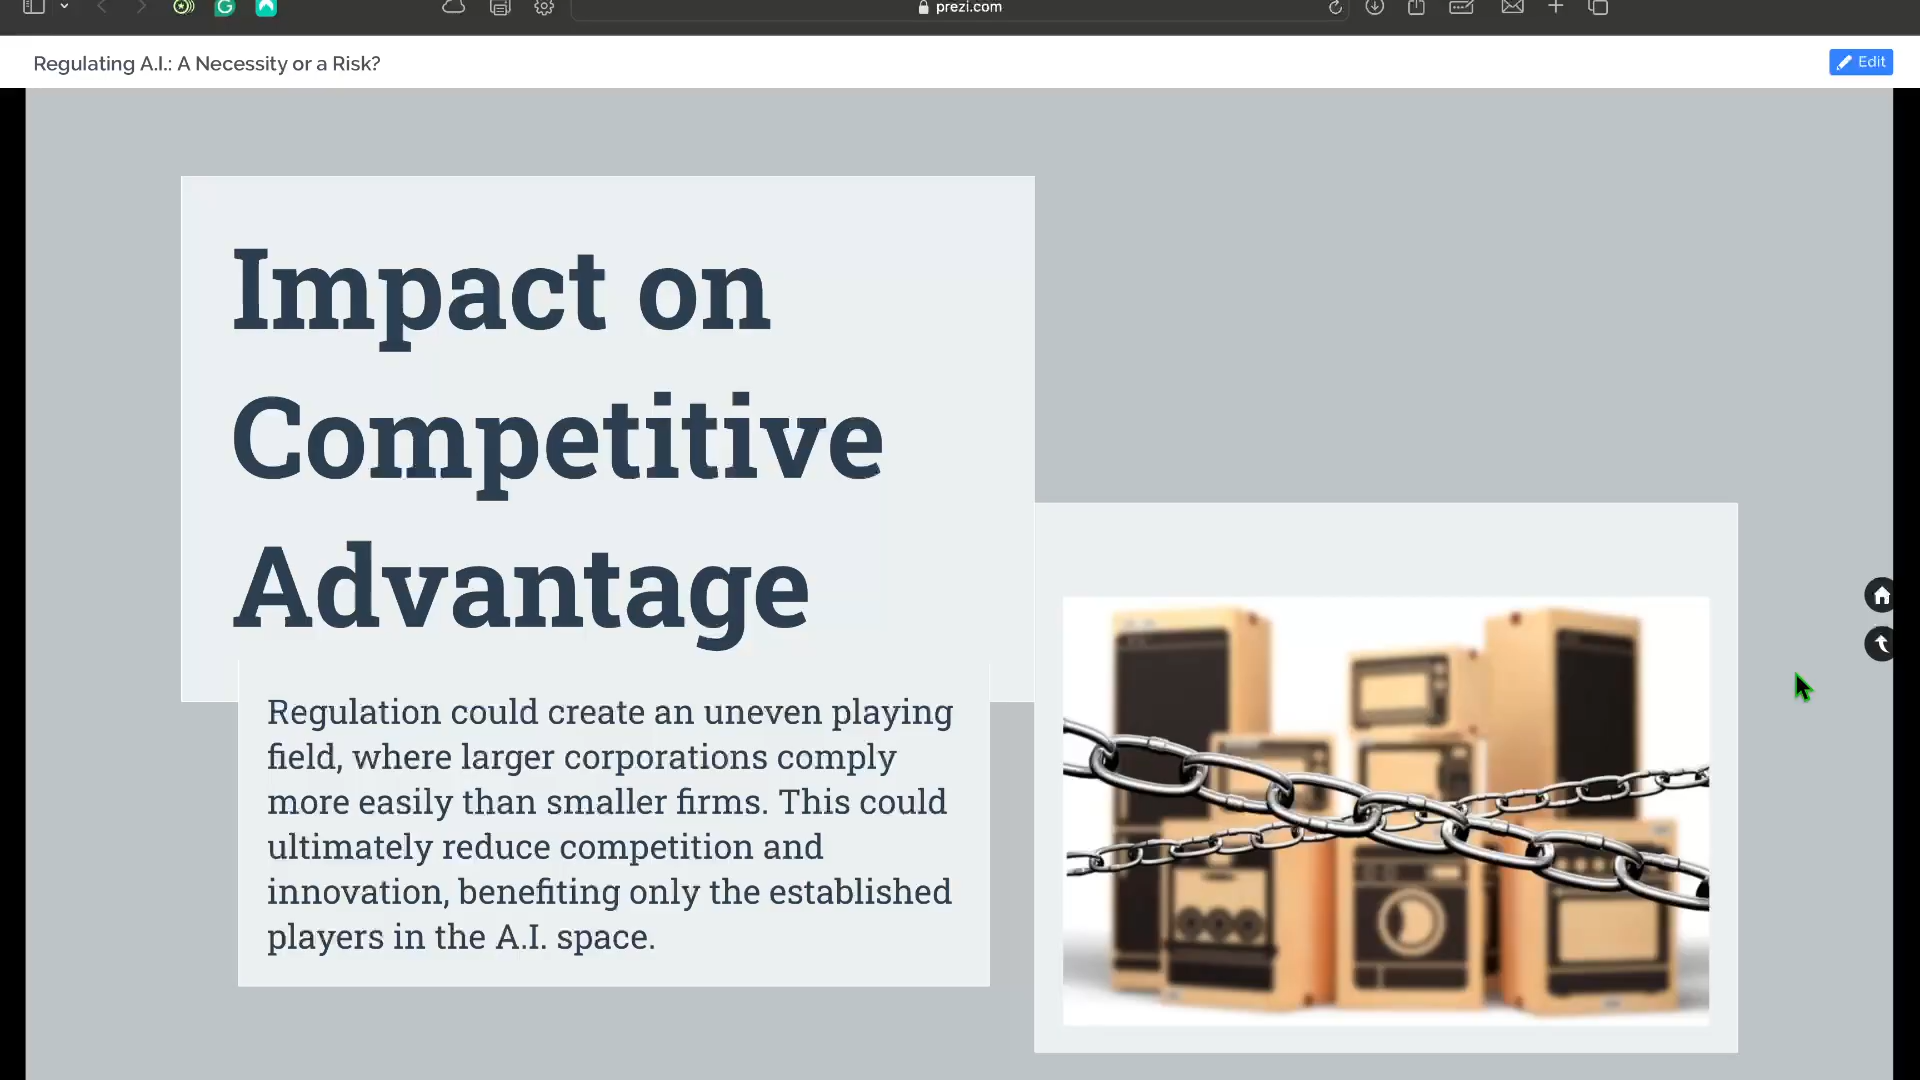 prezi.com
Regulating A.I.: A Necessity or a Risk?
Edit
Impact on
Competitive
Advantage
Regulation could create an uneven playing
field, where larger corporations comply
more easily than smaller firms. This could
ultimately reduce competition and
innovation, benefiting only the established
players in the A.I. space.